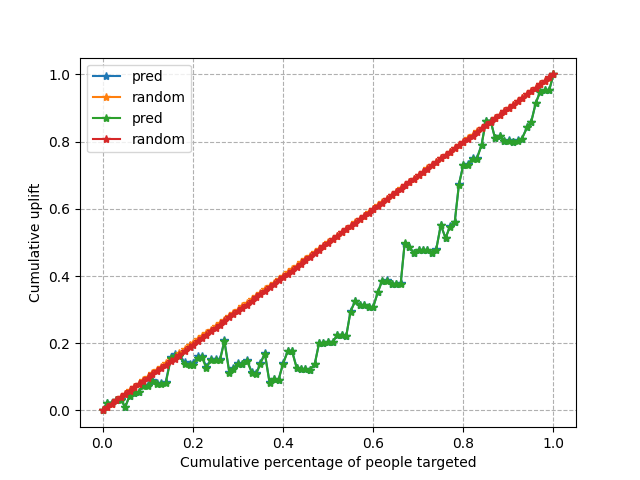 pred
random
pred
random
1.0
0.8
0.6
0.4
0.2
0.0
Cumulative uplift
0.0 0.2 0.4 0.6 0.8 1.0
Cumulative percentage of people targeted